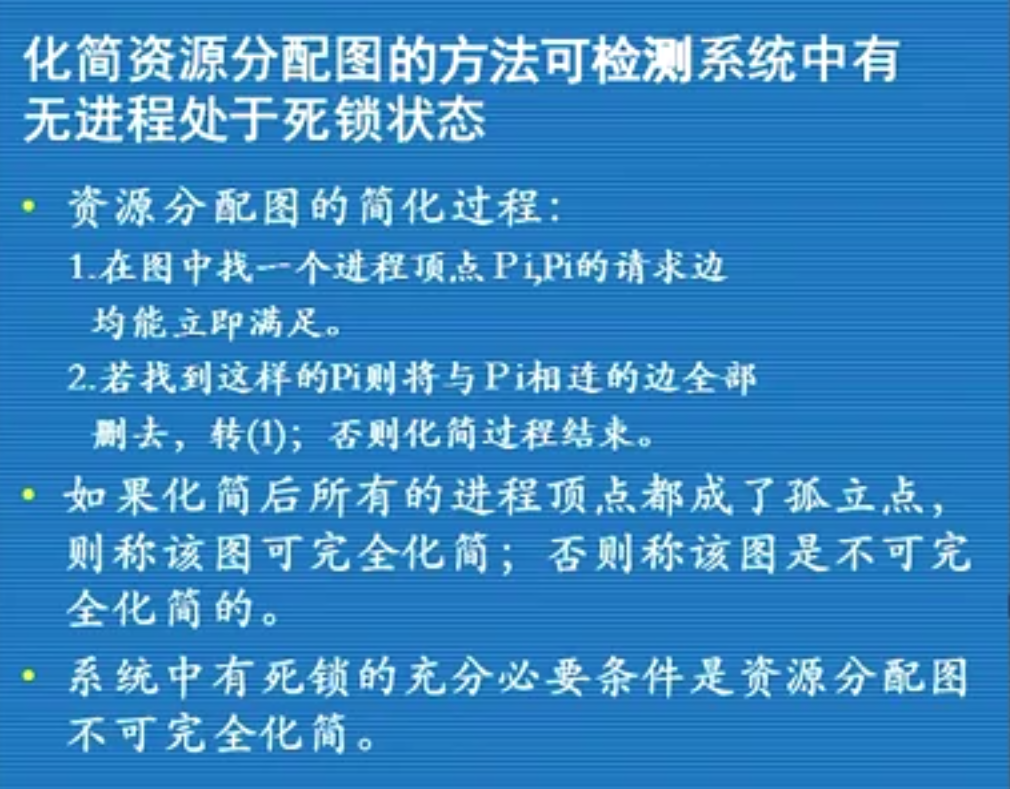 化简资源分配图的方法可检测系统中有
无进程处于死锁状态
• 资源分配图的简化过程：
1.在图中找一个进程顶点Pi,Pi的请求边
均能立即满足。
2.若找到这样的Pi则将与Pi相连的边全部
删去，转(1)；否则化简过程结束。
• 如果化简后所有的进程顶点都成了孤立点，
则称该图可完全化简；否则称该图是不可完
全化简的。
• 系统中有死锁的充分必要条件是资源分配图
不可完全化简。